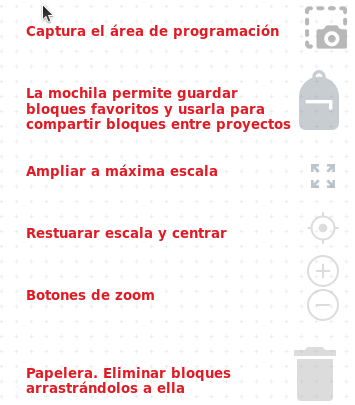 Captura el área de programación
La mochila permite guardar
bloques favoritos y usarla para
compartir bloques entre proyectos
Ampliar a máxima escala
Restuarar escala y centrar
Botones de zoom
Papelera. Eliminar bloques
arrastrándolos a ella